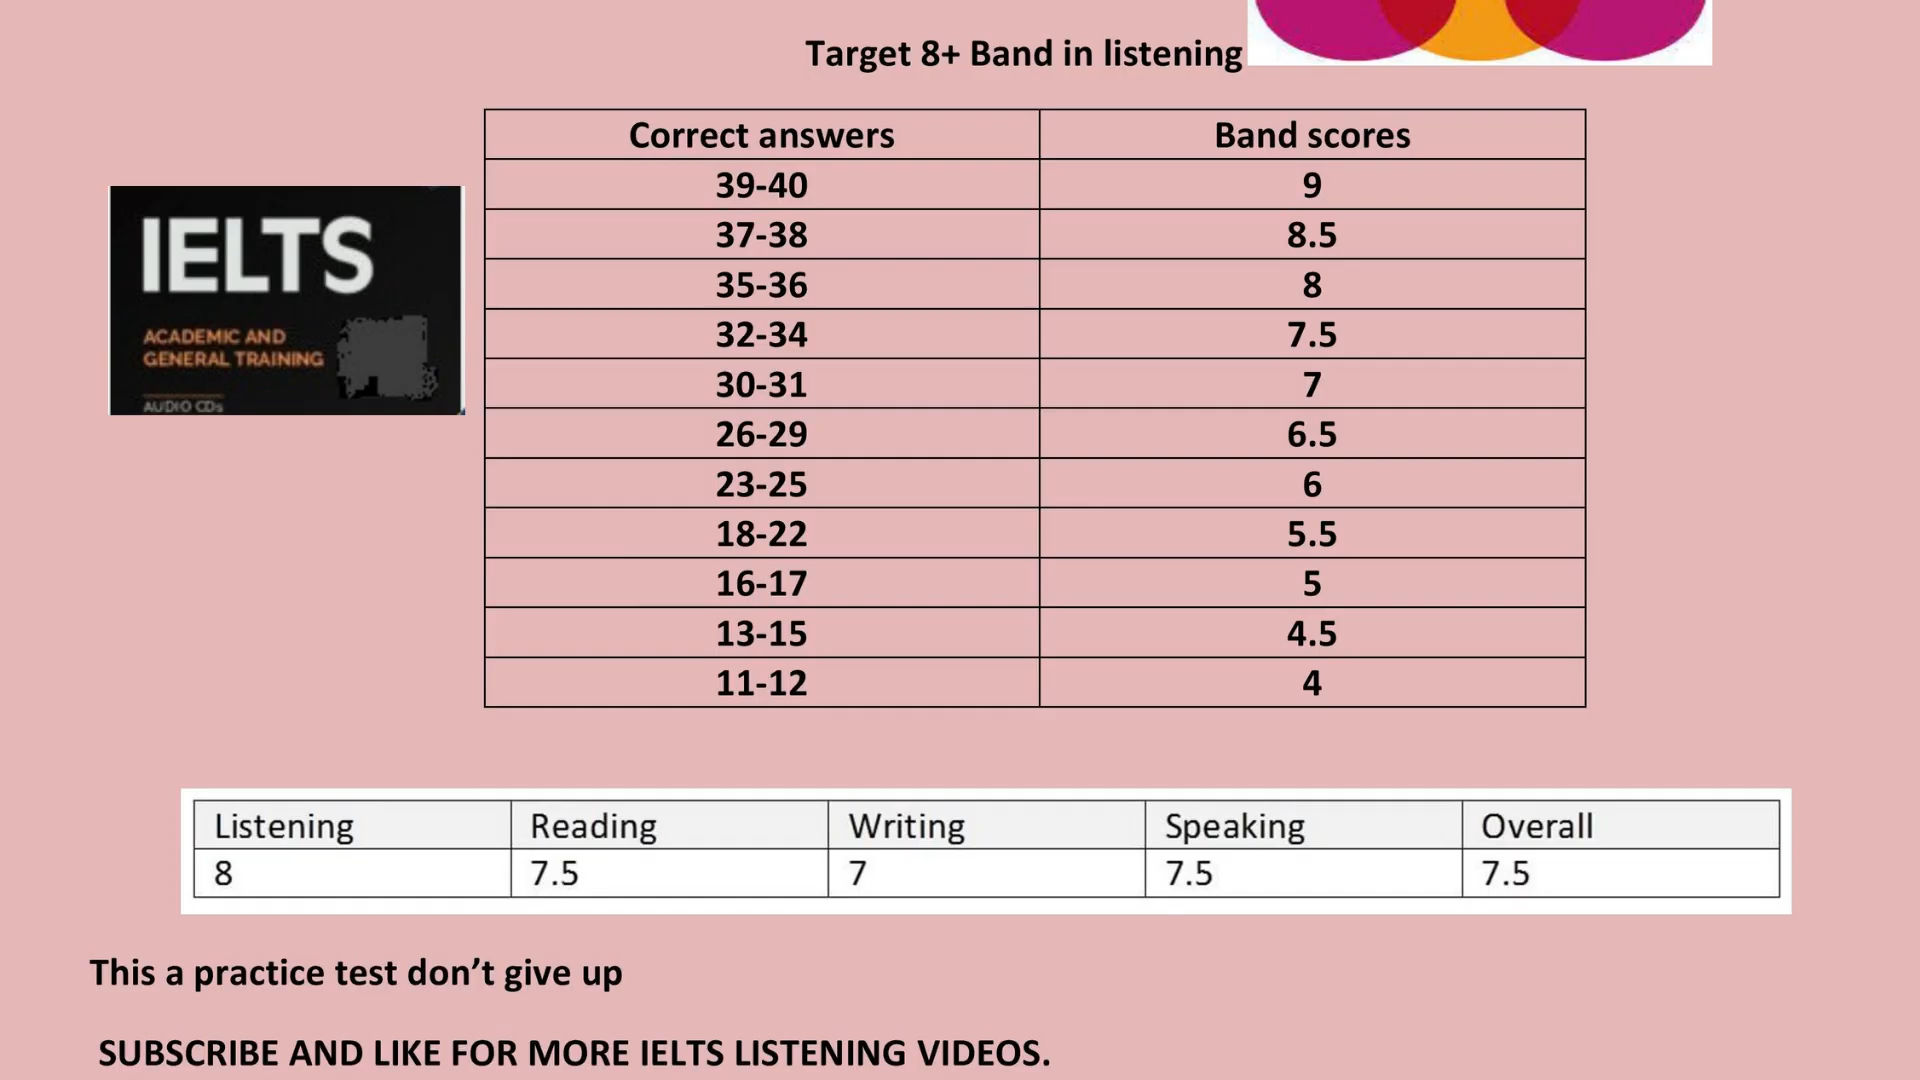 Target 8+ Band in listening
Correct answers Band scores
39-40 9
37-38 8.5
35-36 8
32-34 7.5
30-31 7
26-29 6.5
23-25 6
18-22 5.5
16-17 5
13-15 4.5
11-12 4
IELTS
ACADEMIC AND
GENERAL TRAINING
AUDIO CDs
Listening Reading Writing Speaking Overall
8 7.5 7 7.5 7.5
This a practice test don’t give up
SUBSCRIBE AND LIKE FOR MORE IELTS LISTENING VIDEOS.